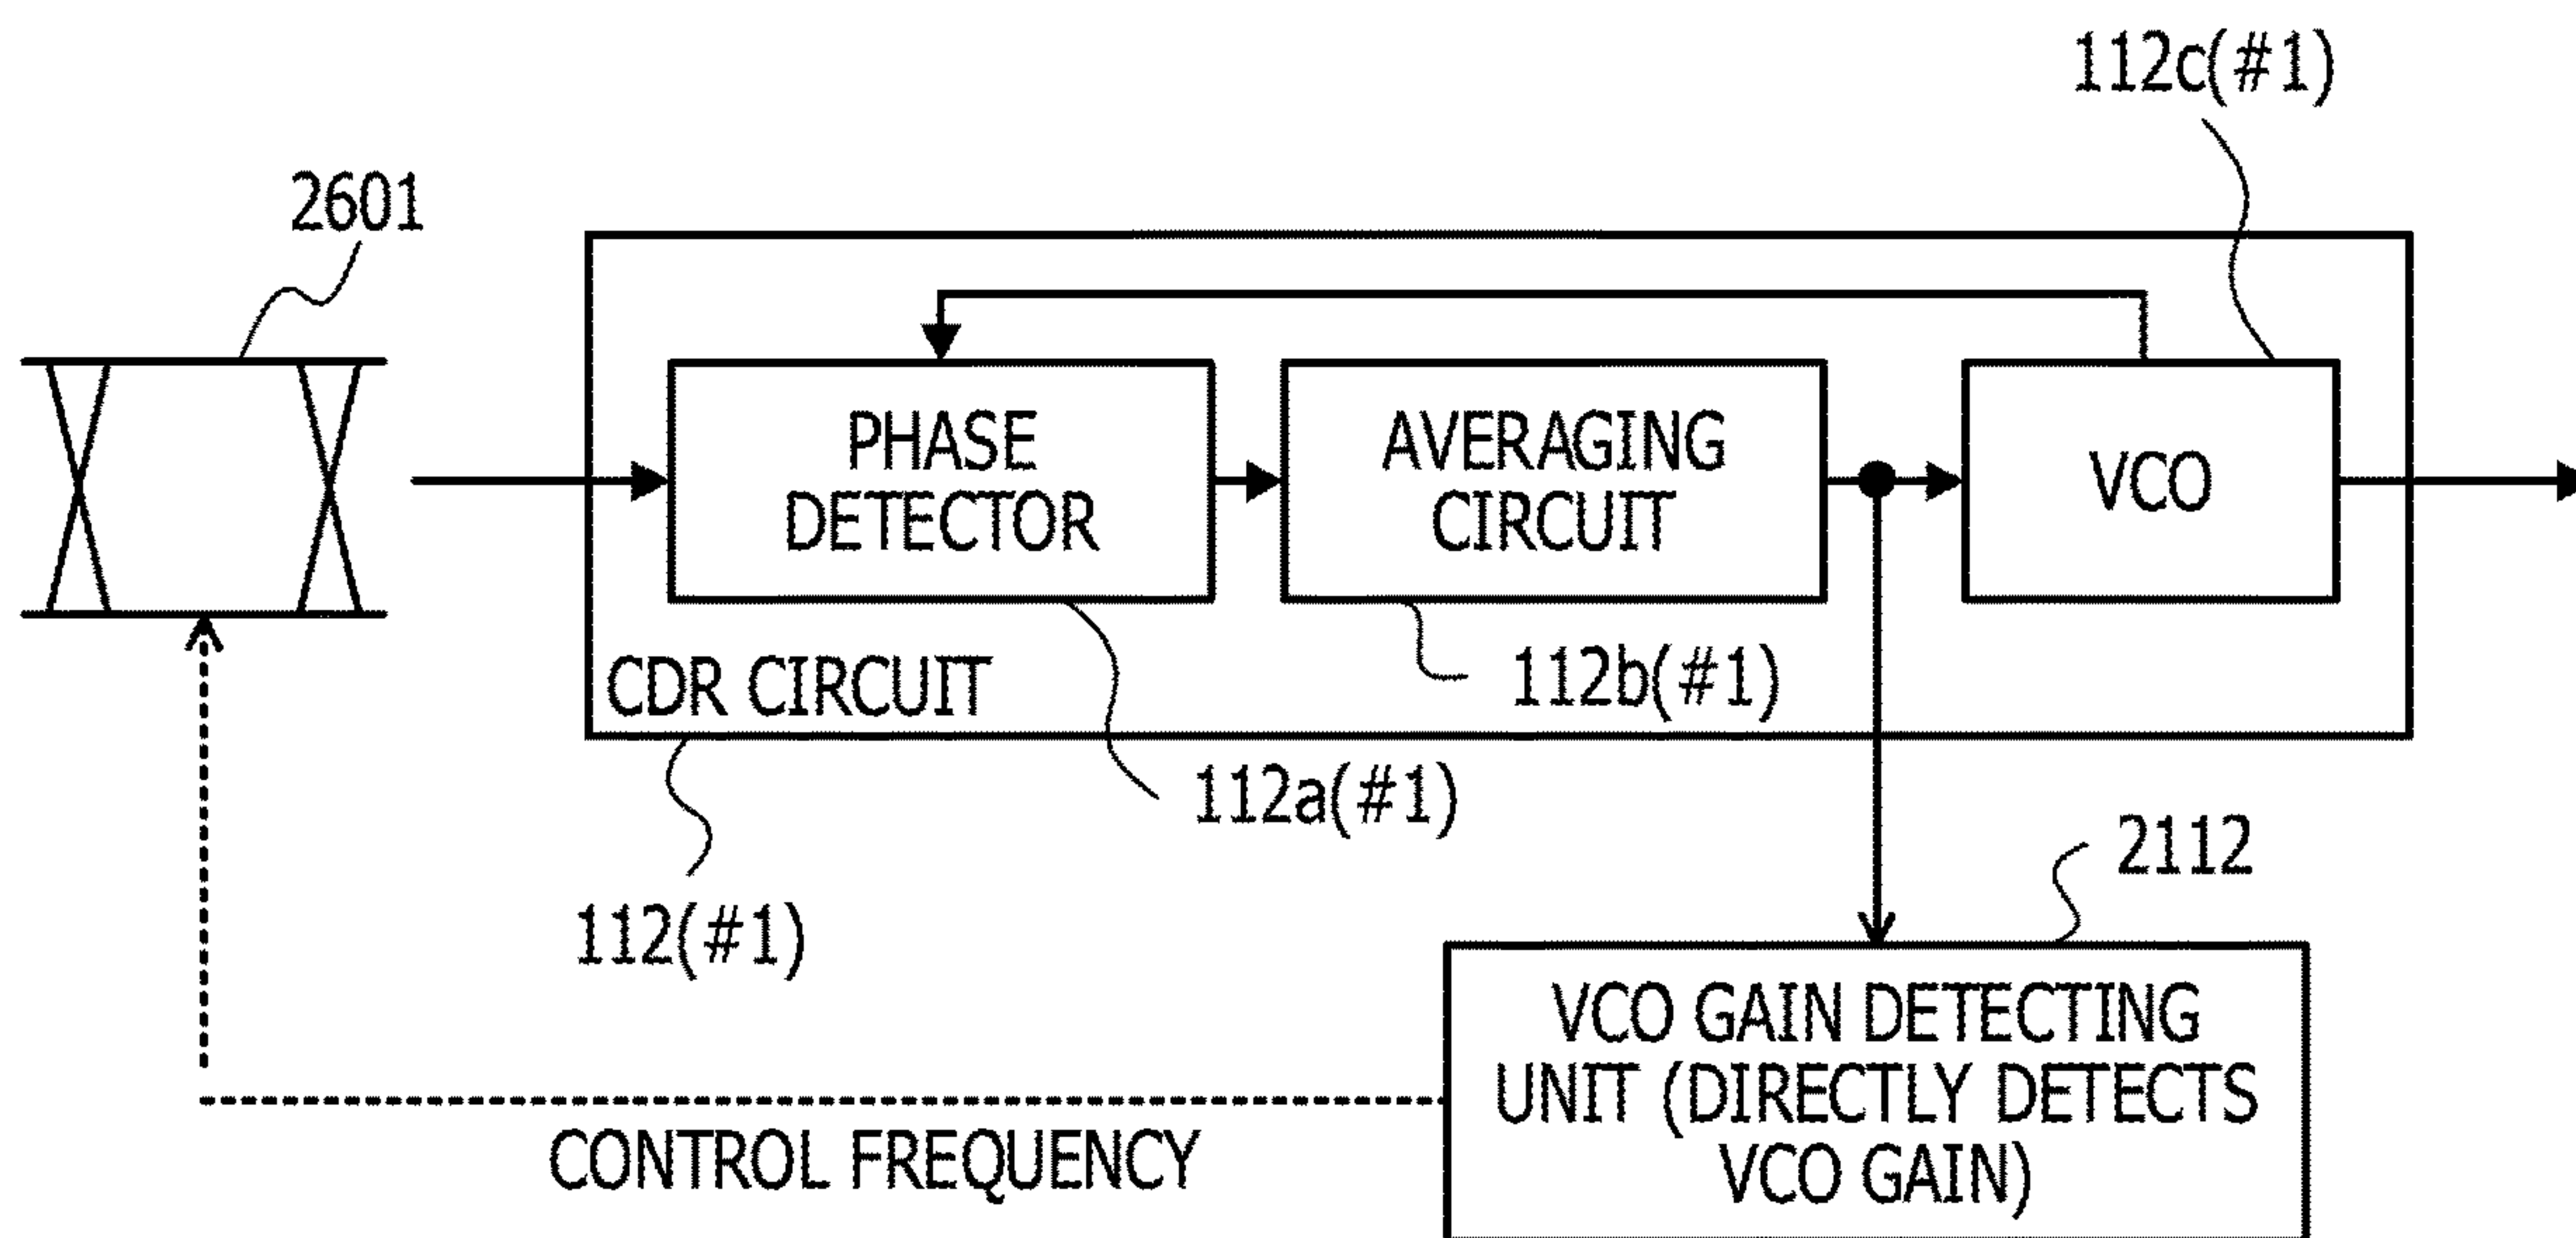 112c(#1)
2601
PHASE
DETECTOR
AVERAGING
CIRCUIT
VCO
CDR CIRCUIT
112b(#1)
112a(#1)
112(#1)
2112
VCO GAIN DETECTING
UNIT (DIRECTLY DETECTS
VCO GAIN)
CONTROL FREQUENCY